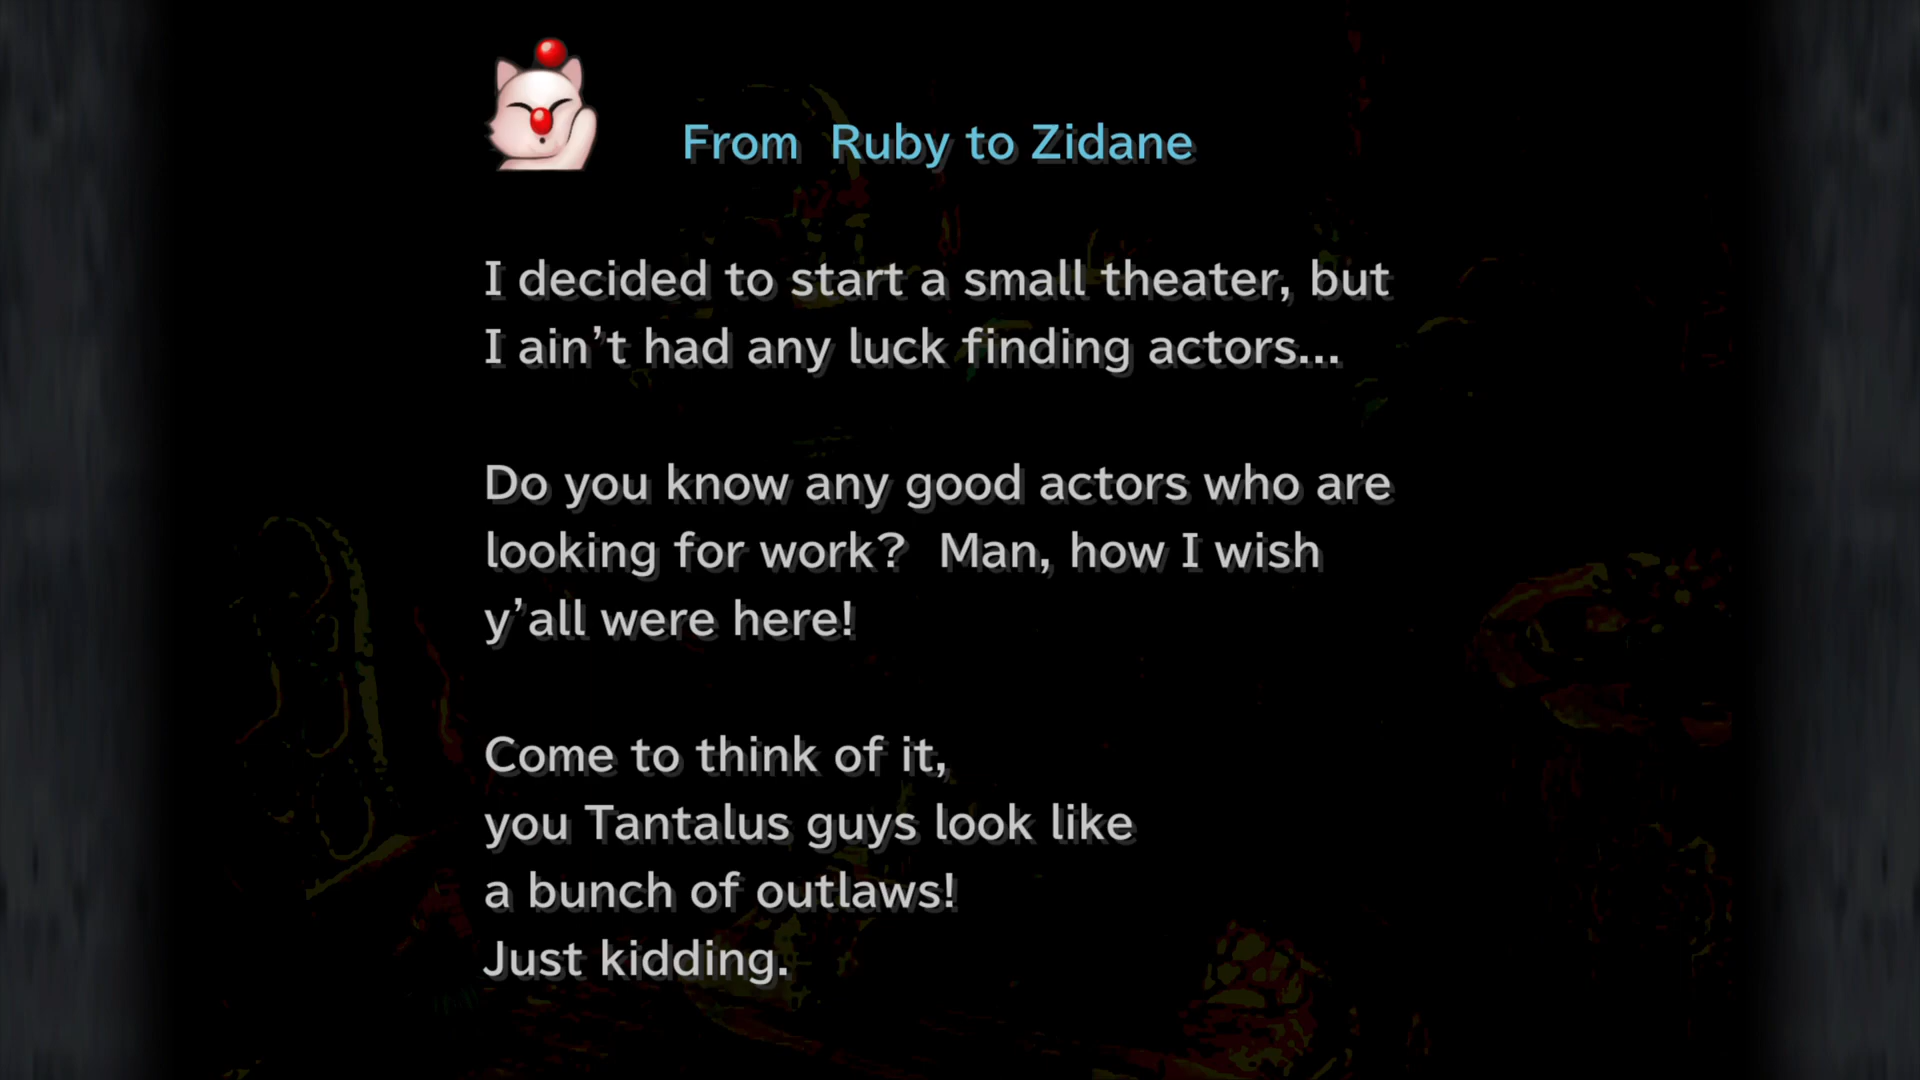 From  Ruby to Zidane
I decided to start a small theater, but
I ain’t had any luck finding actors...
Do you know any good actors who are
looking for work?  Man, how I wish
y’all were here!
Come to think of it,
you Tantalus guys look like
a bunch of outlaws!
Just kidding.